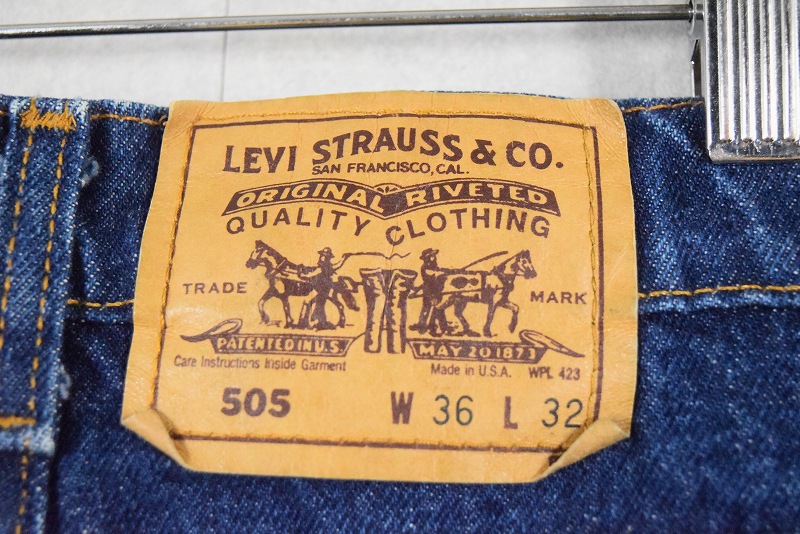 LEVI STRAUSS & CO.
SAN FRANCISCO, CAL.
ORIGINAL RIVETED
QUALITY CLOTHING
TRADE MARK
PATENTED IN U.S. MAY 20 1873
Care Instructions Inside Garment Made in U.S.A. WPL 423
505 W 36 L 32